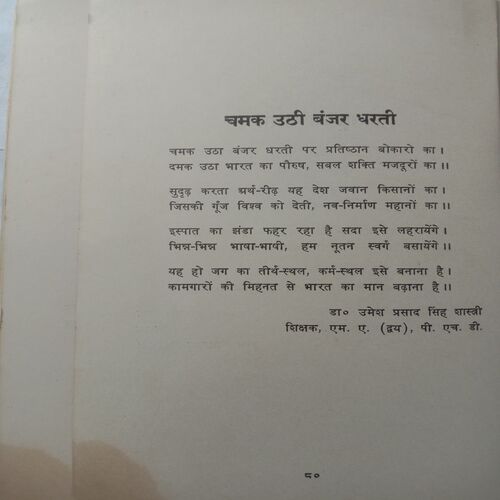 चमक उठी बंजर धरती
चमक उठा बंजर धरती पर प्रतिष्ठान बोकारो का।
दमक उठा भारत का पौरुष, सबल शक्ति मजदूरों का।।
सुदृढ़ करता अर्थ-रीढ़ यह देश जवान किसानों का।
जिसकी गूँज विश्व को देती, नव-निर्माण महानों का।।
इस्पात का झंडा फहर रहा है सदा इसे लहरायेंगे।
भिन्न-भिन्न भाषा-भाषी, हम नूतन स्वर्ग बसायेंगे।।
यह हो जग का तीर्थ-स्थल, कर्म-स्थल इसे बनाना है।
कामगारों की मिहनत से भारत का मान बढ़ाना है।।
डा० उमेश प्रसाद सिंह शास्त्री
शिक्षक, एम. ए. (द्वय), पी. एच. डी.
८०